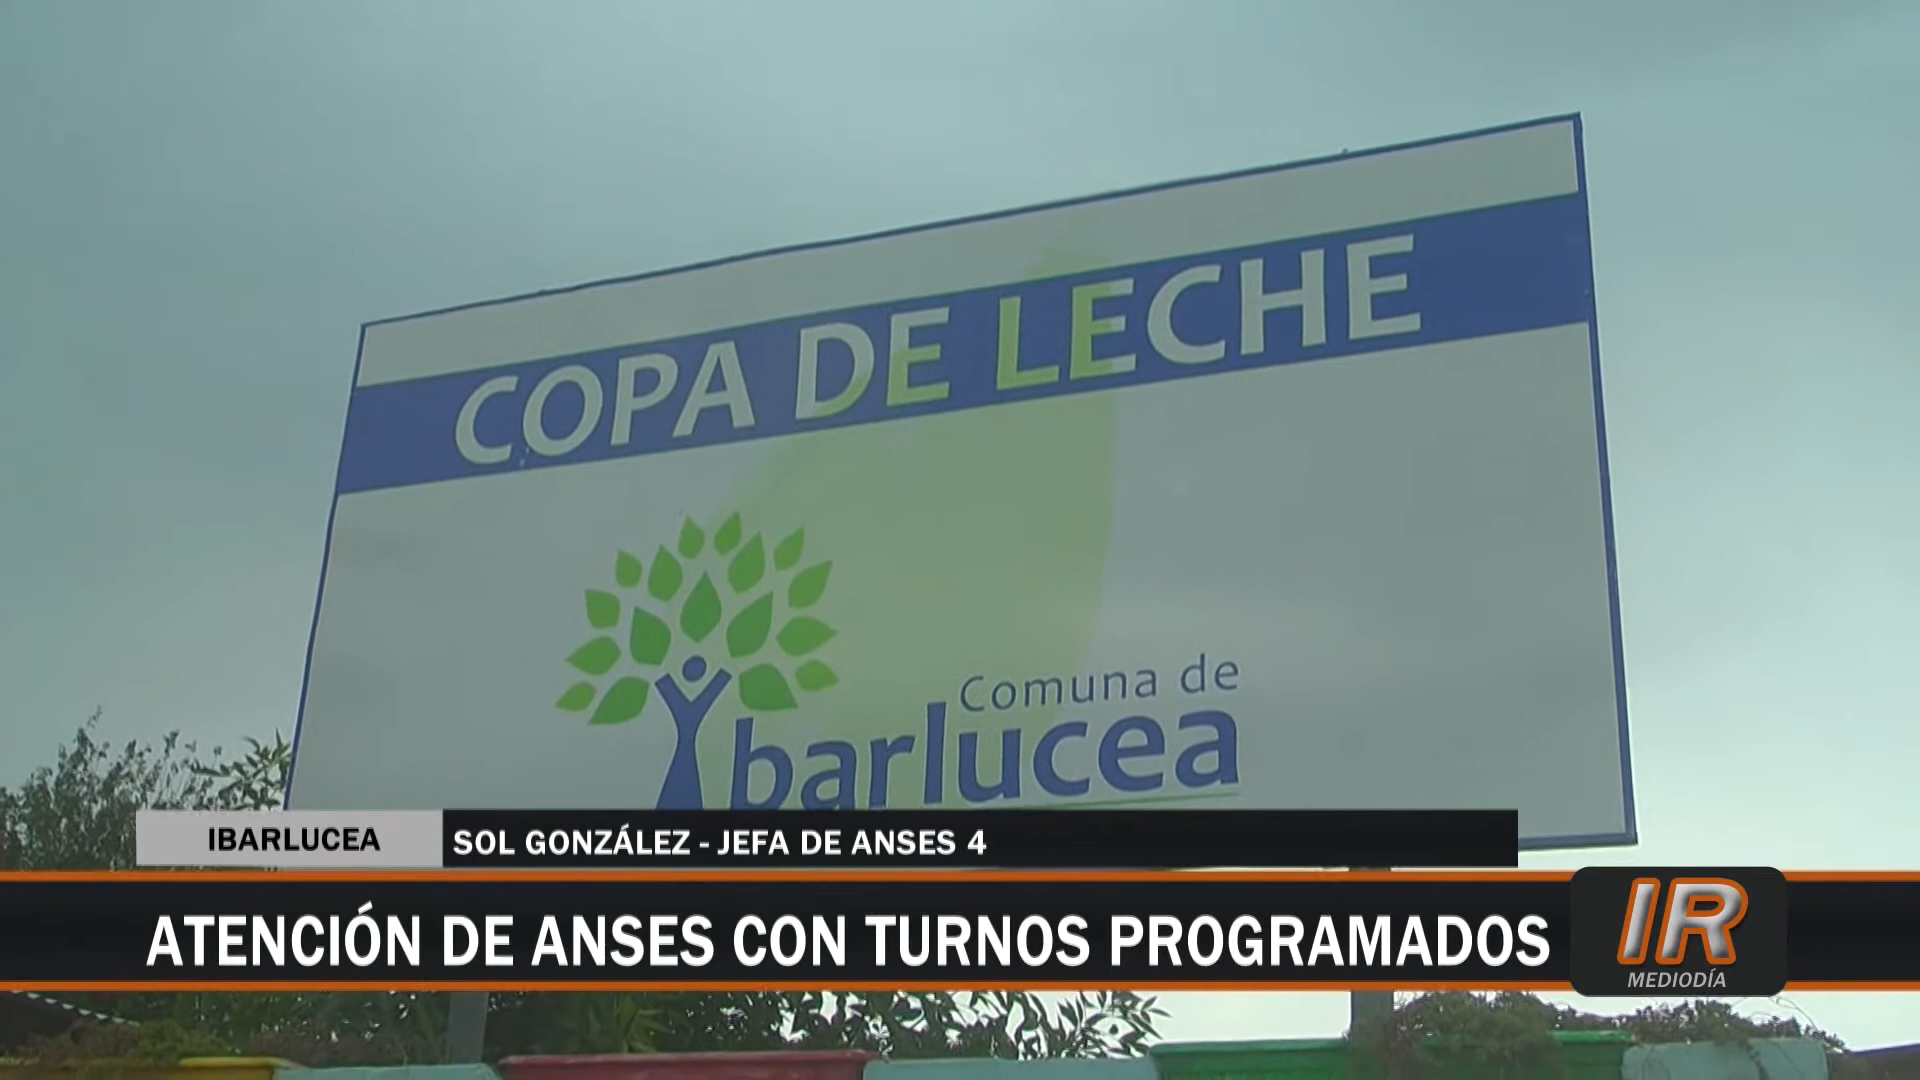 COPA DE LECHE
Comuna de
Ibarlucea
IBARLUCEA
SOL GONZÁLEZ - JEFA DE ANSES 4
ATENCIÓN DE ANSES CON TURNOS PROGRAMADOS
IR
MEDIODÍA